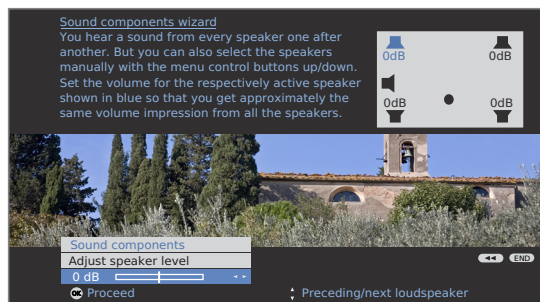 Sound components wizard
You hear a sound from every speaker one after
another. But you can also select the speakers
manually with the menu control buttons up/down.
Set the volume for the respectively active speaker
shown in blue so that you get approximately the
same volume impression from all the speakers.
0dB 0dB
0dB 0dB
Sound components
Adjust speaker level
0 dB
END
OK Proceed
Preceding/next loudspeaker